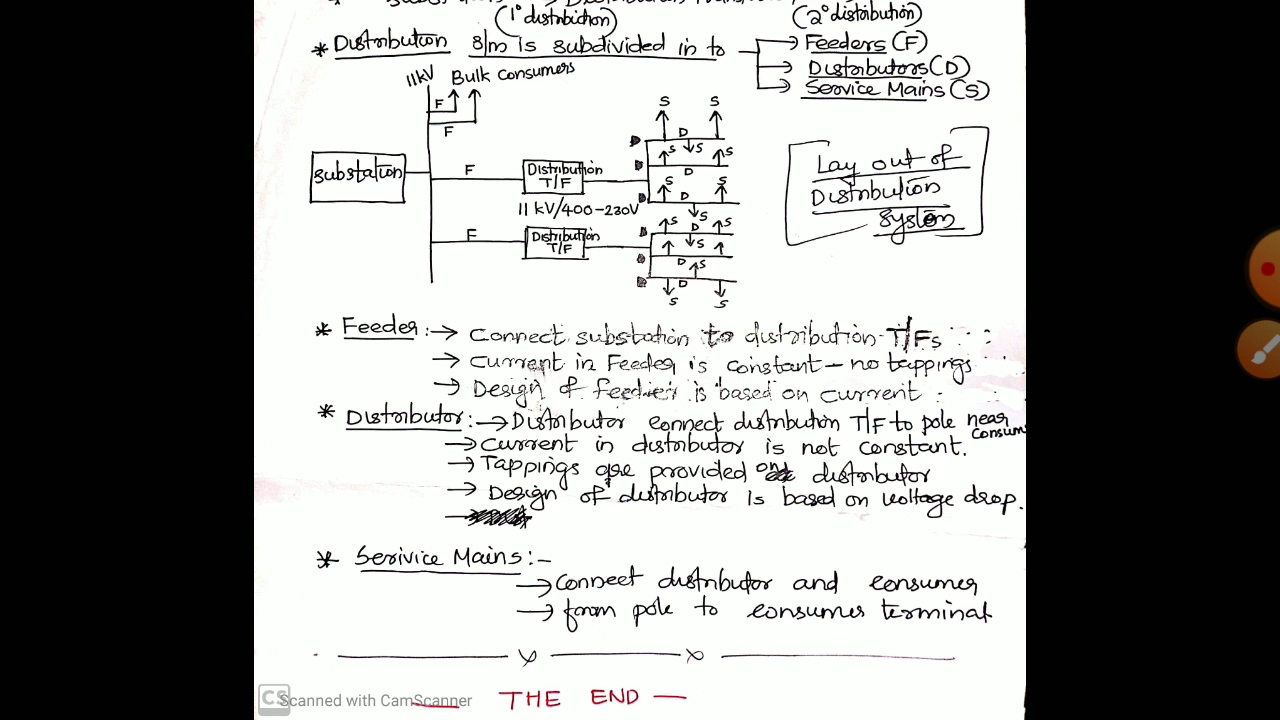 (1° distribution)
(2° distribution)
* Distribution s/m is subdivided in to → Feeders (F)
→ Distributors (D)
→ Service Mains (S)
11kV Bulk consumers
F
F
S S
D
S S S
D
Substation F Distribution T/F
S D S
11 kV/400-230V
S
S D S
F Distribution T/F
S
D S
D
S S
Lay out of
Distribution
System
* Feeder :→ Connect substation to distribution T/Fs
→ Current in Feeder is constant – no tappings
→ Design of feeder is based on current
* Distributor :→ Distributor connect distribution T/F to pole near consum
→ Current in distributor is not constant.
→ Tappings are provided on distributor
→ Design of distributor is based on voltage drop.
* Serivice Mains :-
→ Connect distributor and consumer
→ from pole to consumer terminal
THE END —
CS Scanned with CamScanner